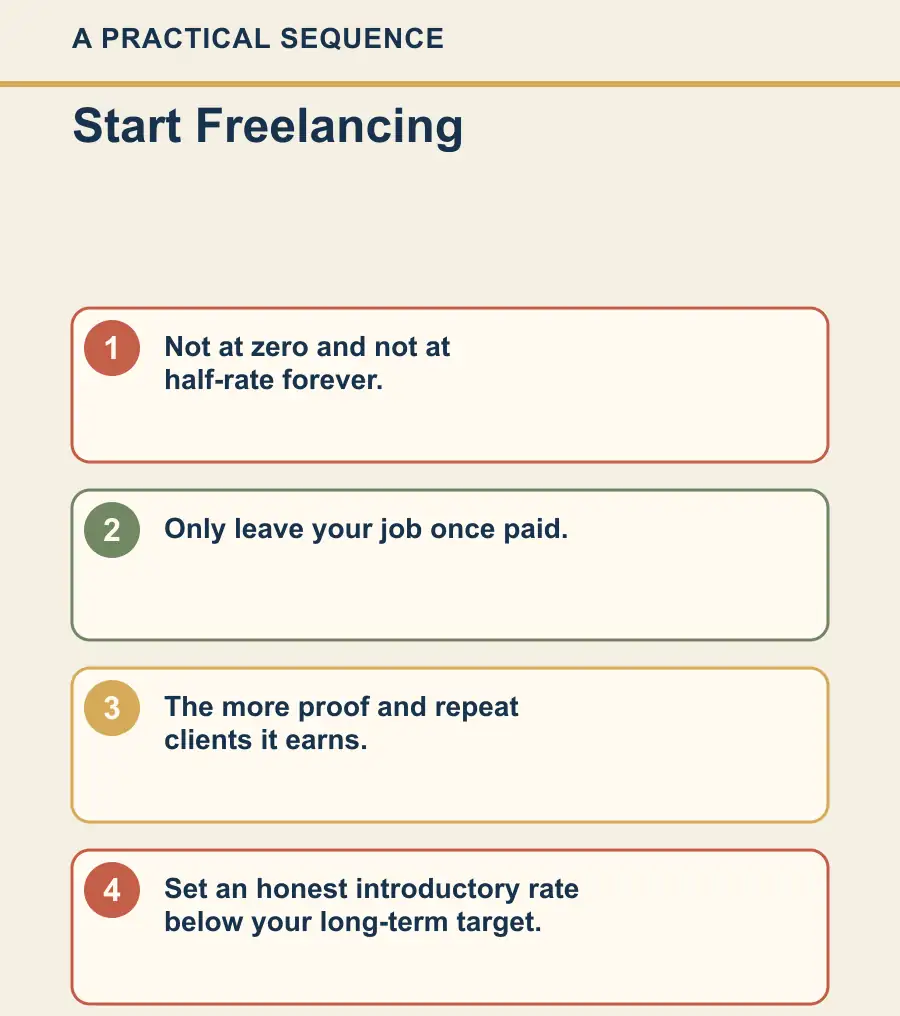 A PRACTICAL SEQUENCE
Start Freelancing
1
Not at zero and not at
half-rate forever.
2
Only leave your job once paid.
3
The more proof and repeat
clients it earns.
4
Set an honest introductory rate
below your long-term target.